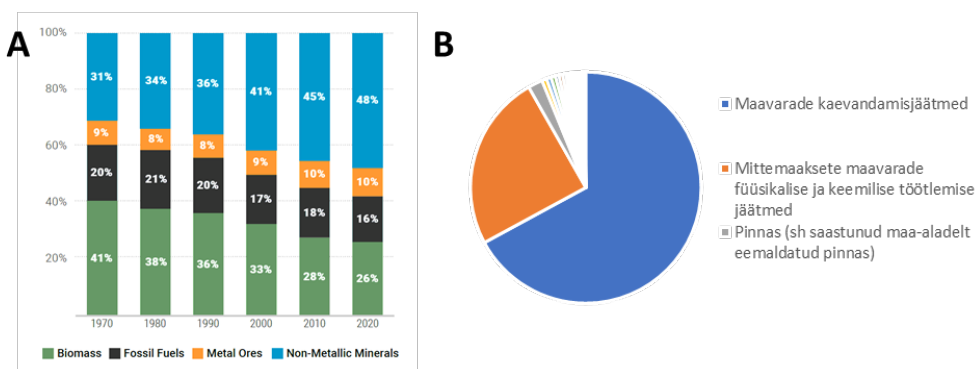 A
100%
80%
60%
40%
20%
31%
34%
36%
41%
45%
48%
9%
8%
8%
9%
10%
10%
20%
21%
20%
17%
18%
16%
41%
38%
36%
33%
28%
26%
1970
1980
1990
2000
2010
2020
Biomass
Fossil Fuels
Metal Ores
Non-Metallic Minerals
B
Maavarade kaevandamisjäätmed
Mittemaaksete maavarade
füüsikalise ja keemilise töötlemise
jäätmed
Pinnas (sh saastunud maa-aladelt
eemaldatud pinnas)